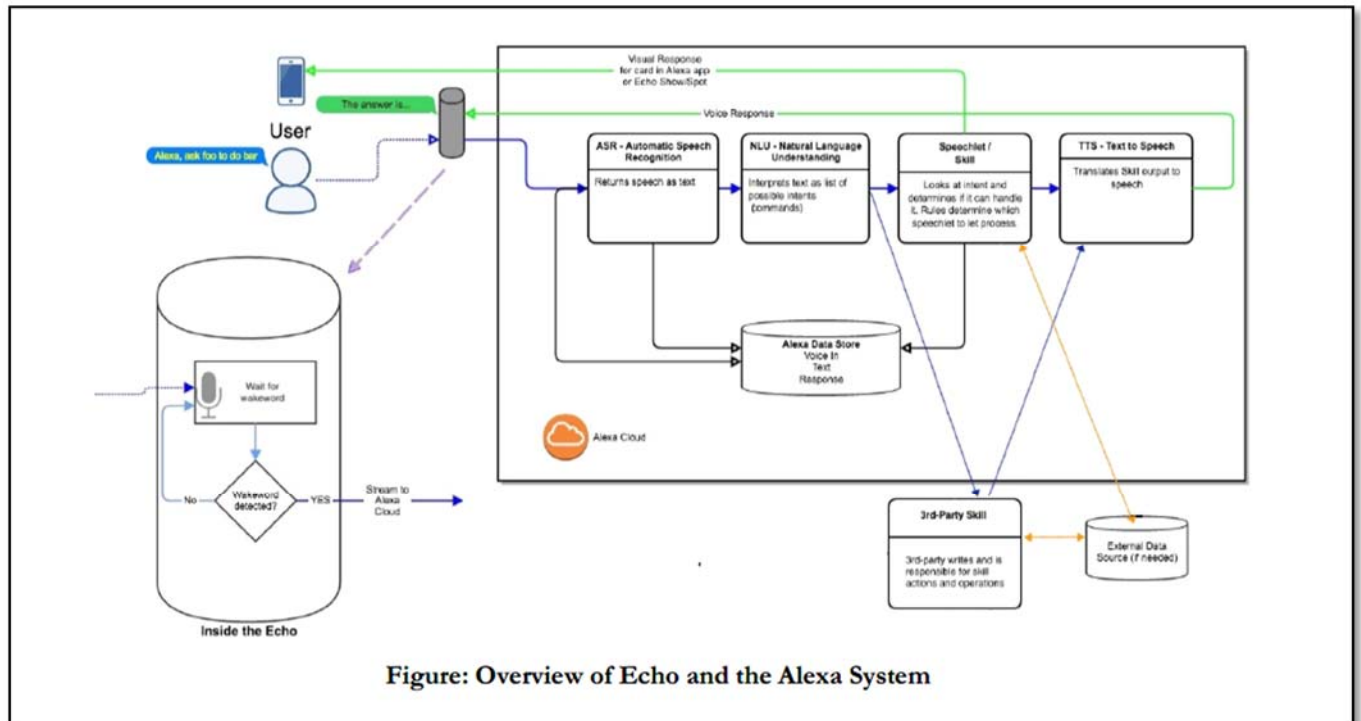 Visual Response
for card in Alexa app
or Echo Show/Spot
The answer is...
Voice Response
User
Alexa, ask foo to do bar
ASR - Automatic Speech
Recognition
Returns speech as text
NLU - Natural Language
Understanding
Interprets text as list of
possible intents
(commands)
Speechlet /
Skill
Looks at intent and
determines if it can handle
it. Rules determine which
speechlet to let process.
TTS - Text to Speech
Translates Skill output to
speech
Alexa Data Store
Voice In
Text
Response
Alexa Cloud
Wait for
wakeword
Wakeword
detected?
No
YES
Stream to
Alexa
Cloud
Inside the Echo
3rd-Party Skill
3rd-party writes and is
responsible for skill
actions and operations
External Data
Source (if needed)
Figure: Overview of Echo and the Alexa System